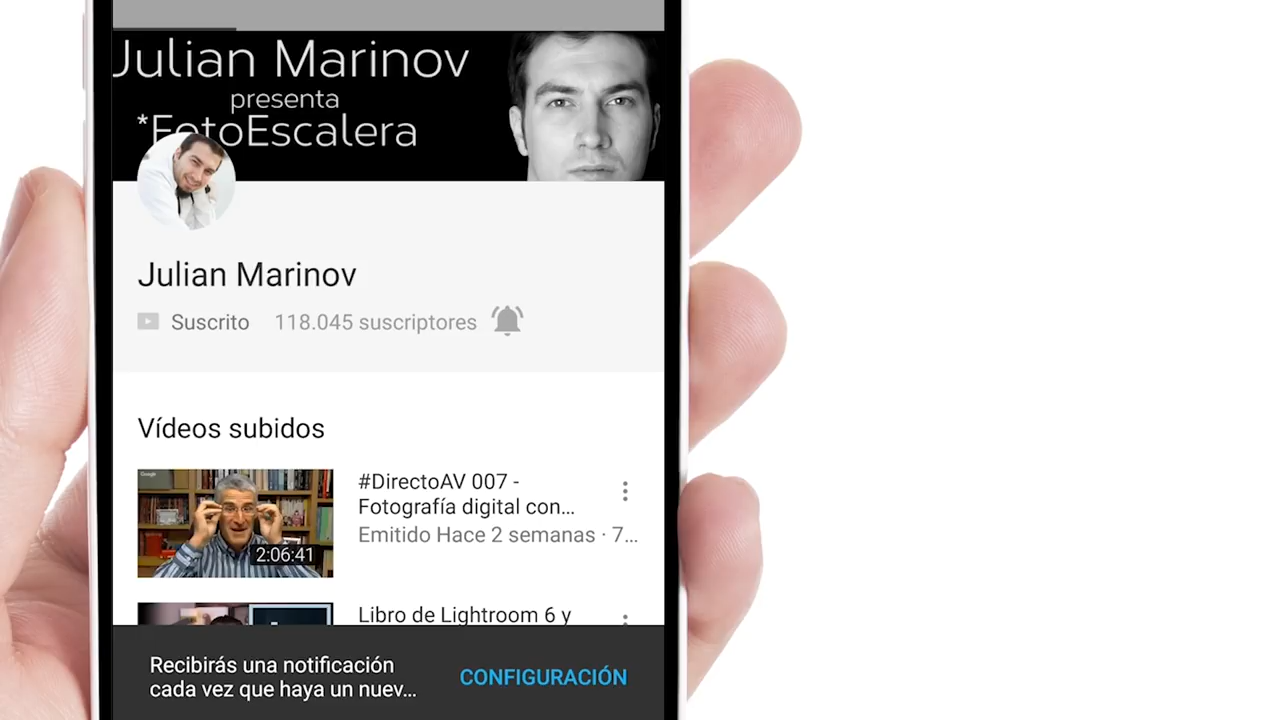 Julian Marinov
presenta
*FotoEscalera
Julian Marinov
Suscrito 118.045 suscriptores
Vídeos subidos
Google
2:06:41
#DirectoAV 007 -
Fotografía digital con...
Emitido Hace 2 semanas · 7...
Libro de Lightroom 6 y
Recibirás una notificación
cada vez que haya un nuev...
CONFIGURACIÓN